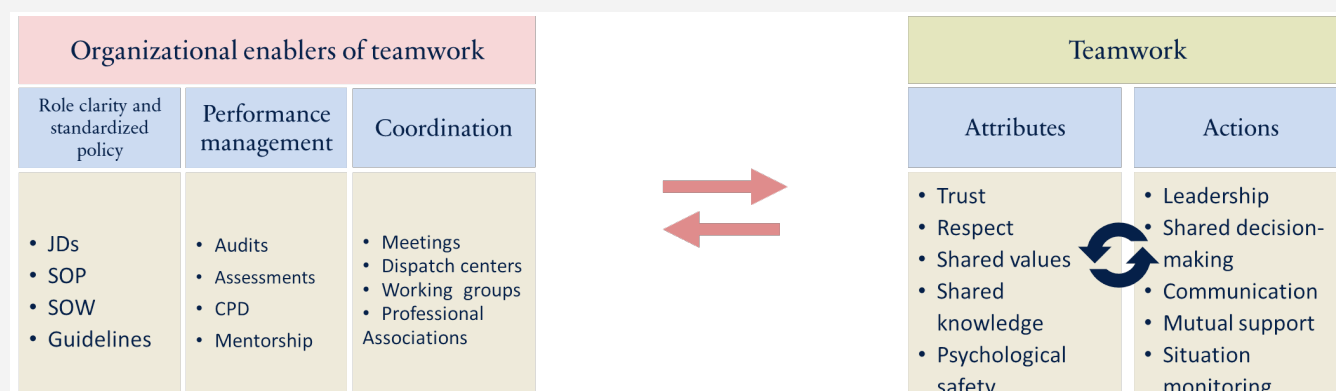 Organizational enablers of teamwork
Role clarity and
standardized
policy
Performance
management
Coordination
• JDs
• SOP
• SOW
• Guidelines
• Audits
• Assessments
• CPD
• Mentorship
• Meetings
• Dispatch centers
• Working groups
• Professional
Associations
Teamwork
Attributes
Actions
• Trust
• Respect
• Shared values
• Shared
knowledge
• Psychological
safety
• Leadership
• Shared decision-
making
• Communication
• Mutual support
• Situation
monitoring